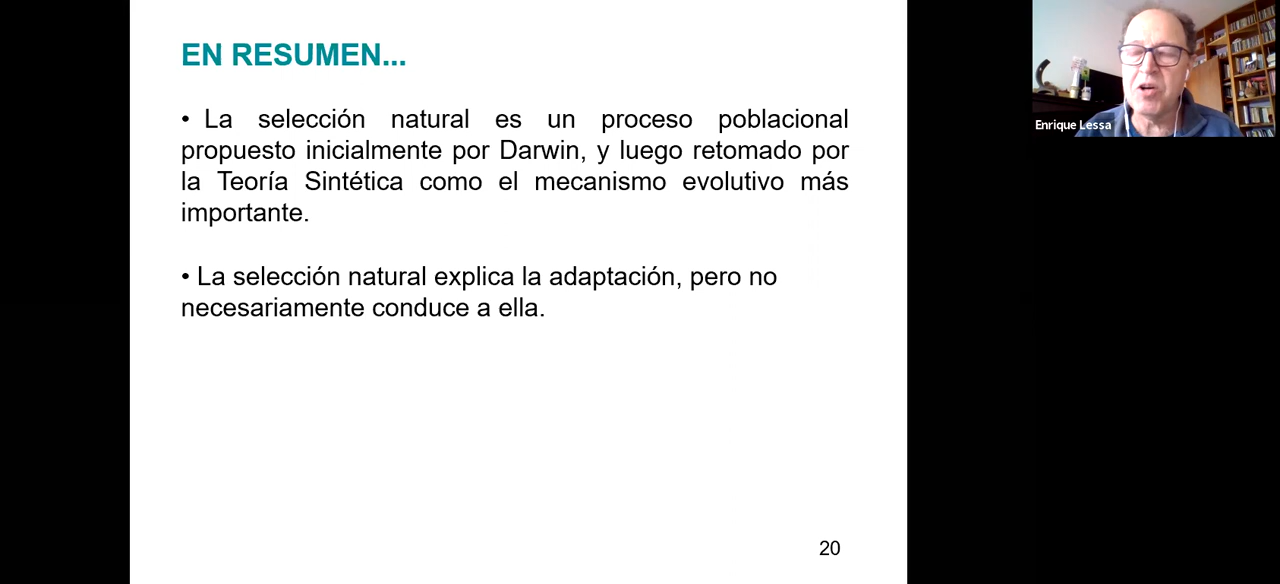 EN RESUMEN...
• La selección natural es un proceso poblacional
propuesto inicialmente por Darwin, y luego retomado por
la Teoría Sintética como el mecanismo evolutivo más
importante.
• La selección natural explica la adaptación, pero no
necesariamente conduce a ella.
20
Enrique Lessa